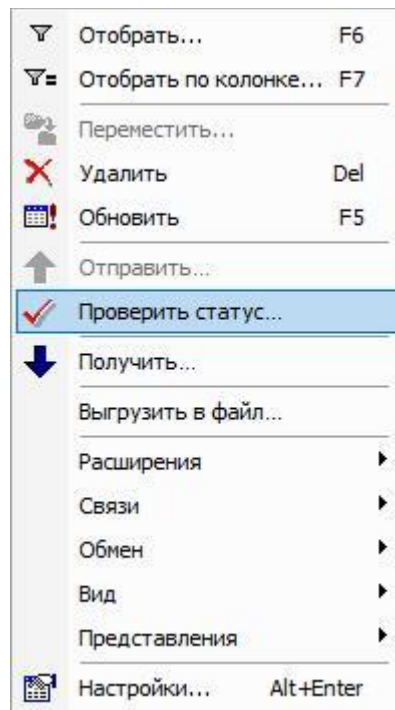 Отобрать... F6
Отобрать по колонке... F7
Переместить...
Удалить Del
Обновить F5
Отправить...
Проверить статус...
Получить...
Выгрузить в файл...
Расширения
Связи
Обмен
Вид
Представления
Настройки... Alt+Enter